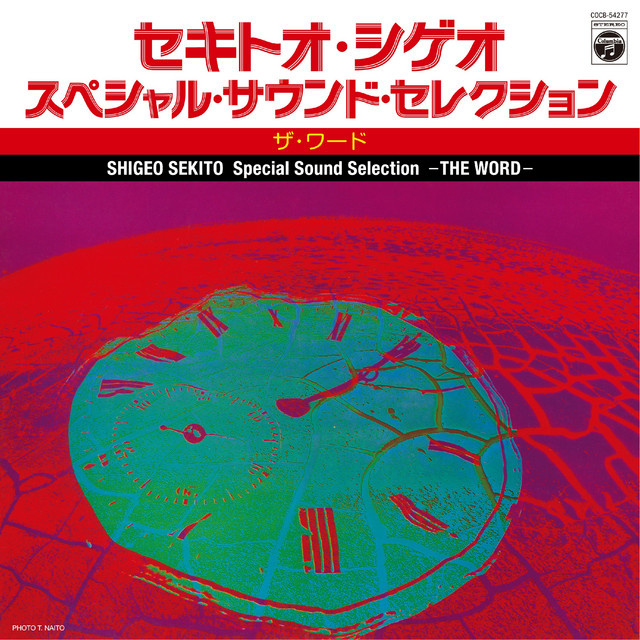 COCB-54277
STEREO
Columbia
セキトオ・シゲオ
スペシャル・サウンド・セレクション
ザ・ワード
SHIGEO SEKITO Special Sound Selection –THE WORD–
PHOTO T. NAITO